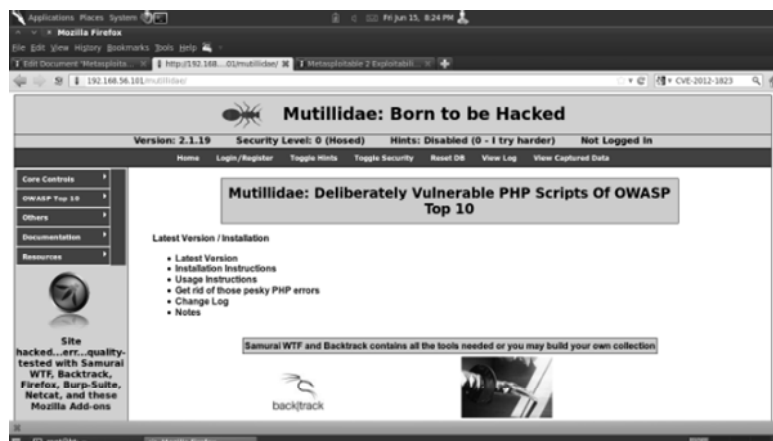 Applications Places System
Fri Jun 15, 8:24 PM
Mozilla Firefox
File Edit View History Bookmarks Tools Help
Edit Document "Metasploita...
http://192.168....01/mutillidae/
Metasploitable 2 Exploitabili...
192.168.56.101/mutillidae/
CVE-2012-1823
Mutillidae: Born to be Hacked
Version: 2.1.19 Security Level: 0 (Hosed) Hints: Disabled (0 - I try harder) Not Logged In
Home Login/Register Toggle Hints Toggle Security Reset DB View Log View Captured Data
Core Controls
OWASP Top 10
Others
Documentation
Resources
Site
hacked...err...quality-
tested with Samurai
WTF, Backtrack,
Firefox, Burp-Suite,
Netcat, and these
Mozilla Add-ons
Mutillidae: Deliberately Vulnerable PHP Scripts Of OWASP
Top 10
Latest Version / Installation
• Latest Version
• Installation Instructions
• Usage Instructions
• Get rid of those pesky PHP errors
• Change Log
• Notes
Samurai WTF and Backtrack contains all the tools needed or you may build your own collection
back|track